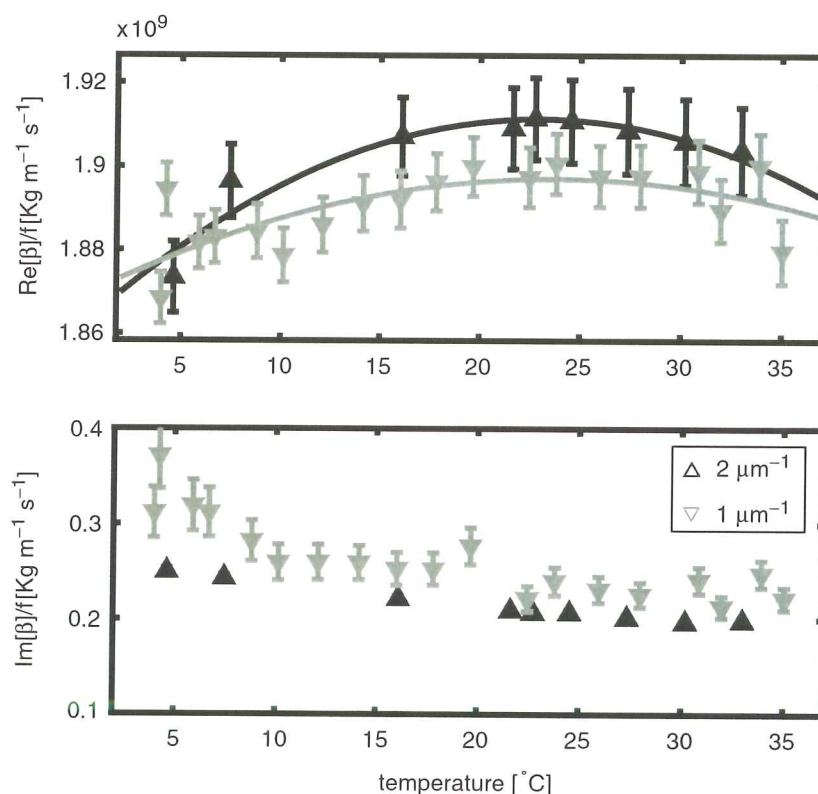 x10⁹
1.92
1.9
1.88
1.86
Re[β]/f[Kg m⁻¹ s⁻¹]
5 10 15 20 25 30 35
0.4
0.3
0.2
0.1
Im[β]/f[Kg m⁻¹ s⁻¹]
2 μm⁻¹
1 μm⁻¹
5 10 15 20 25 30 35
temperature [˚C]